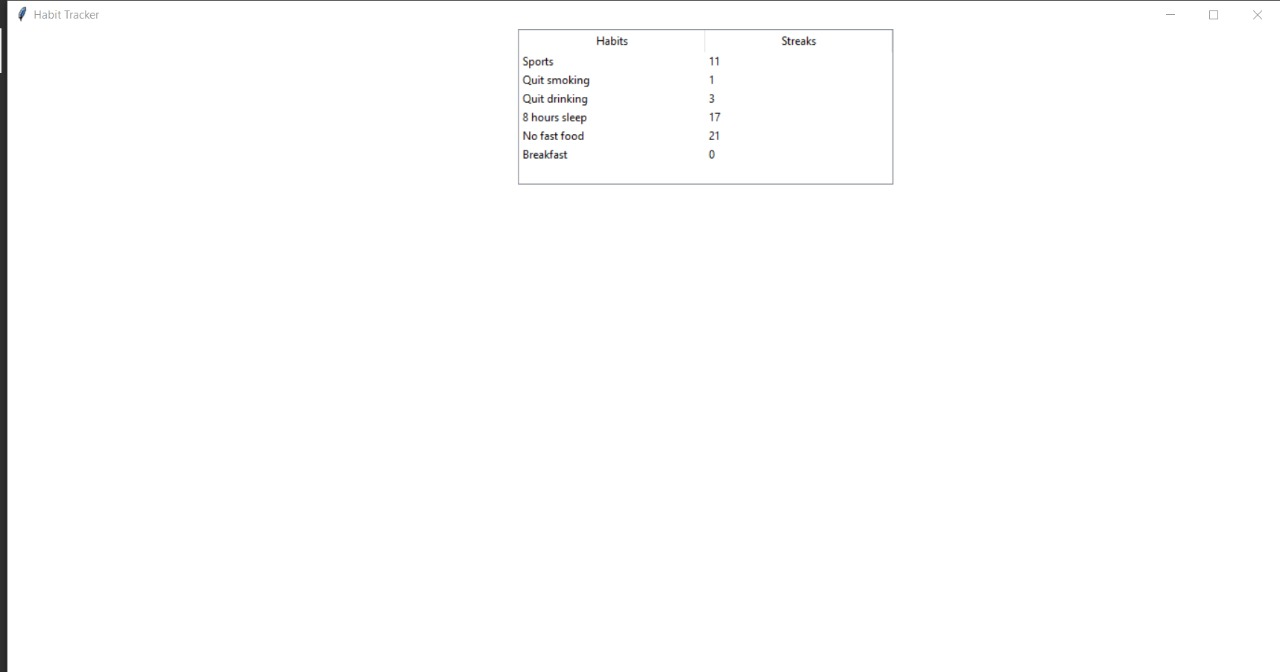 Habit Tracker
Habits Streaks
Sports 11
Quit smoking 1
Quit drinking 3
8 hours sleep 17
No fast food 21
Breakfast 0